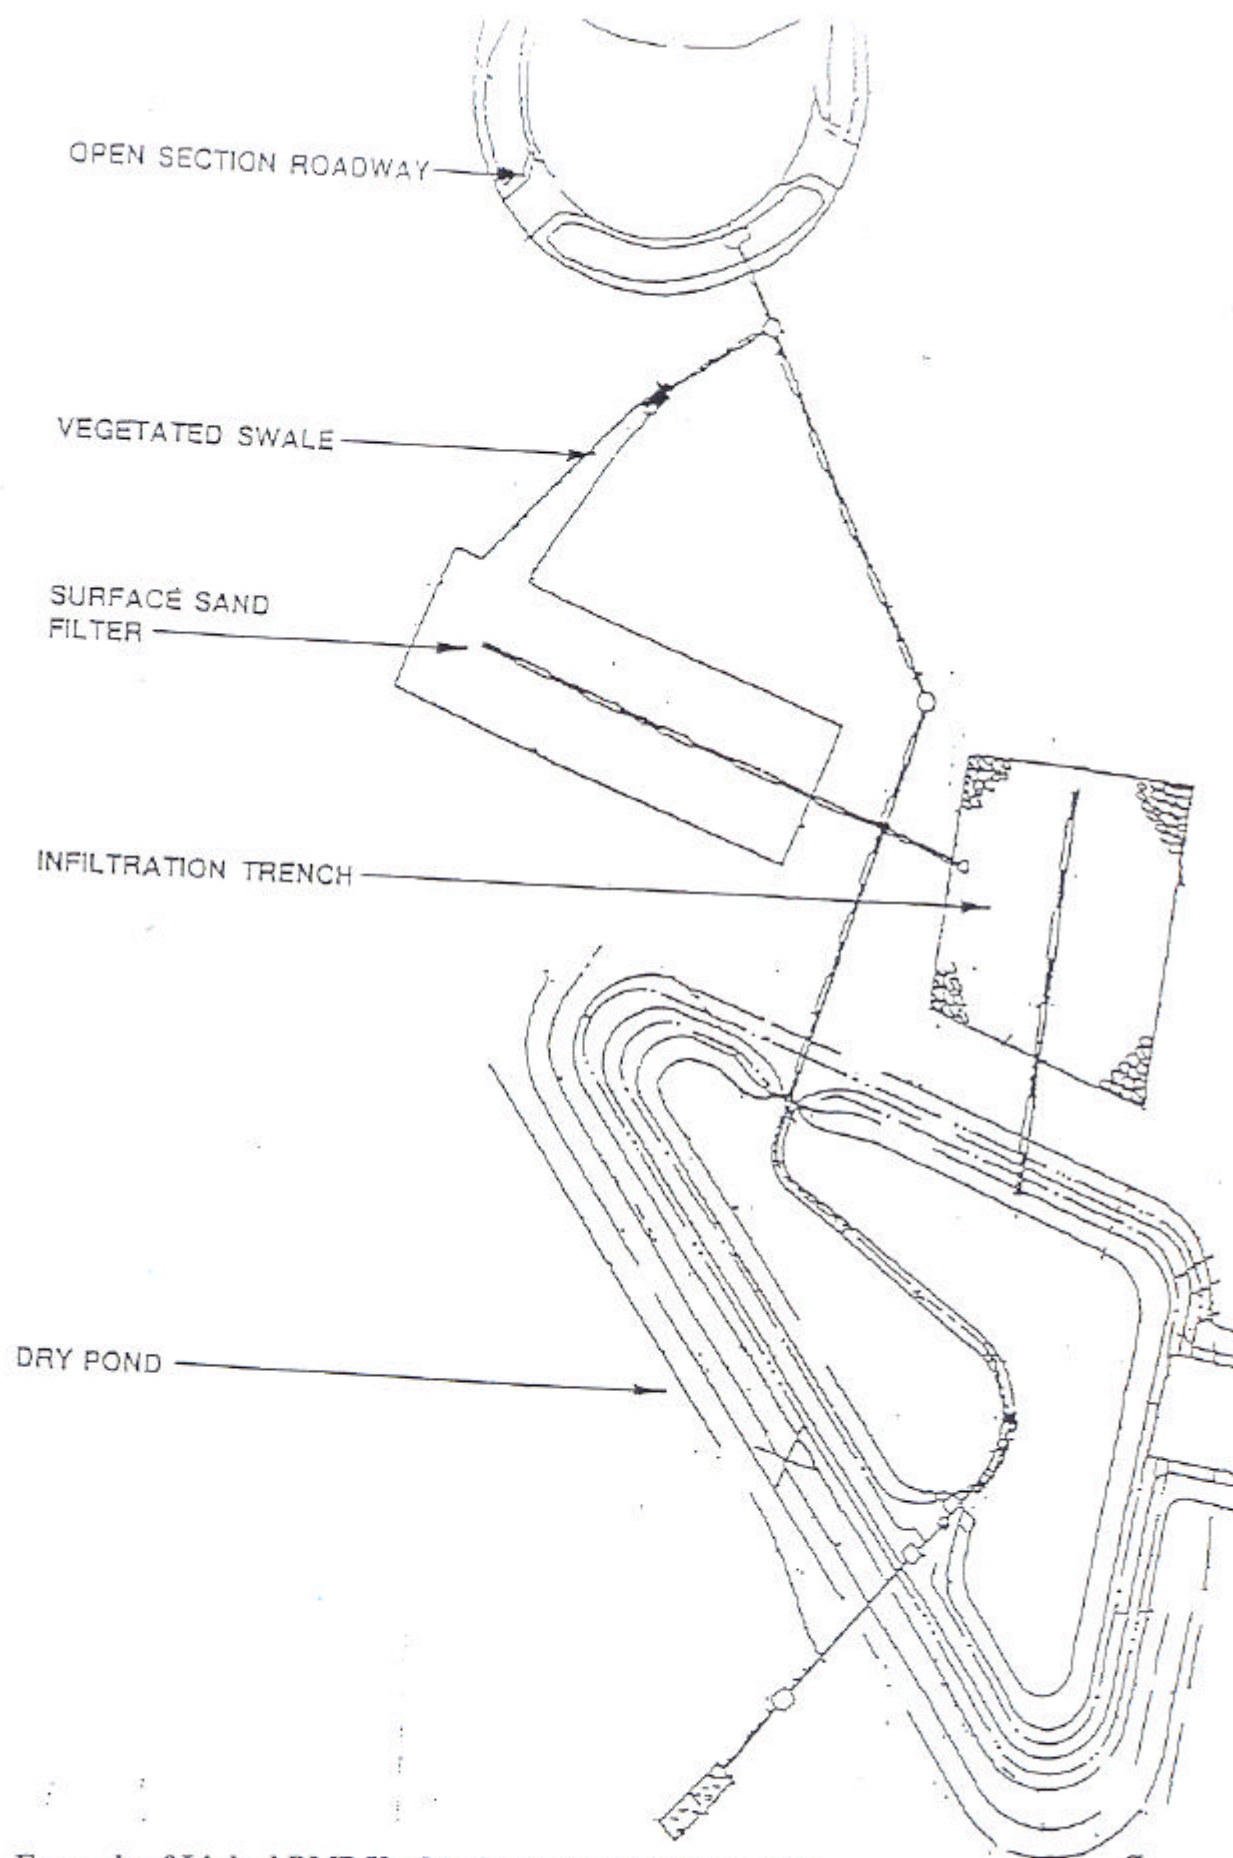 OPEN SECTION ROADWAY
VEGETATED SWALE
SURFACE SAND
FILTER
INFILTRATION TRENCH
DRY POND